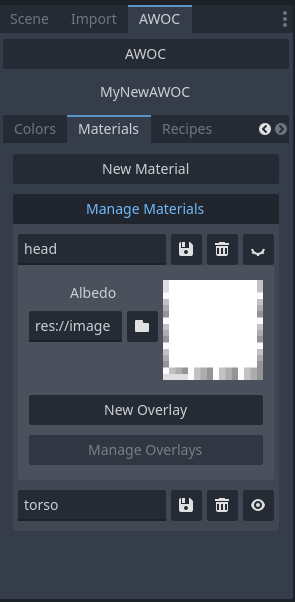 Scene Import AWOC
AWOC
MyNewAWOC
Colors Materials Recipes
New Material
Manage Materials
head
Albedo
res://image
New Overlay
Manage Overlays
torso